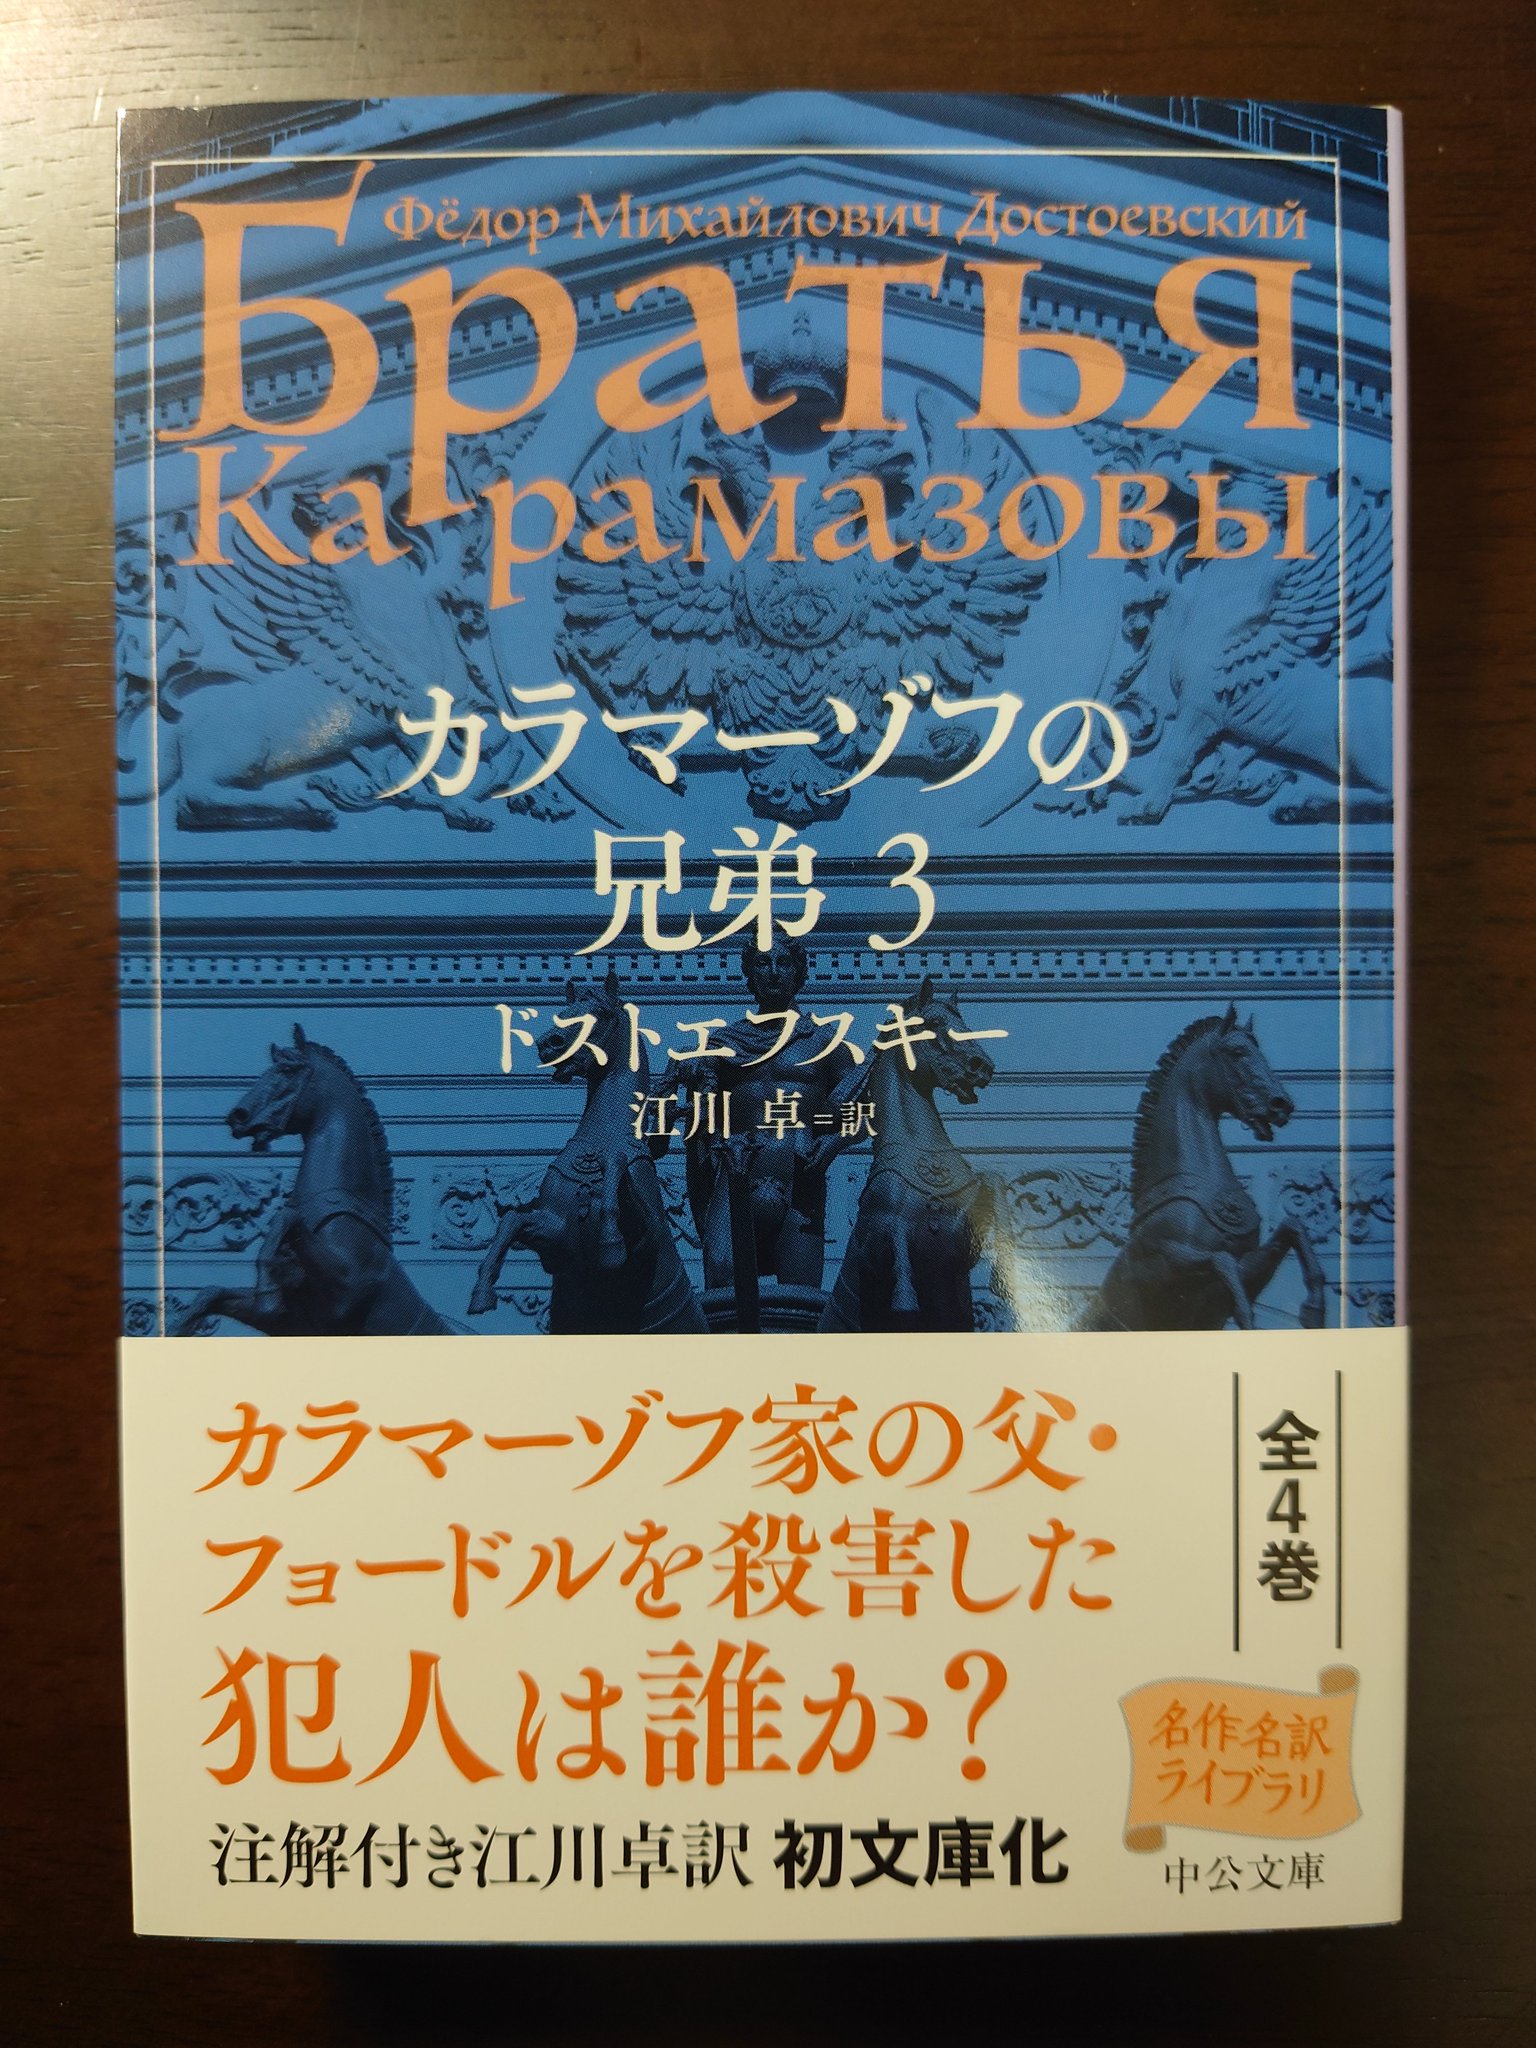 Фёдор Михайлович Достоевский
Братья
Карамазовы
カラマーゾフの
兄弟 3
ドストエフスキー
江川 卓=訳
カラマーゾフ家の父・
フョードルを殺害した
犯人は誰か?
注解付き江川卓訳 初文庫化
全4巻
名作名訳
ライブラリ
中公文庫